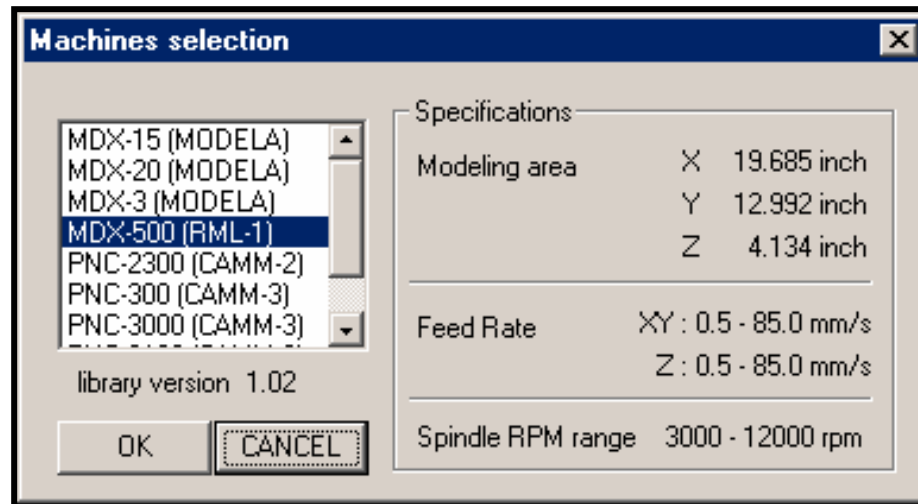 Machines selection
MDX-15 (MODELA)
MDX-20 (MODELA)
MDX-3 (MODELA)
MDX-500 (RML-1)
PNC-2300 (CAMM-2)
PNC-300 (CAMM-3)
PNC-3000 (CAMM-3)
library version 1.02
OK
CANCEL
Specifications
Modeling area X 19.685 inch
Y 12.992 inch
Z 4.134 inch
Feed Rate XY : 0.5 - 85.0 mm/s
Z : 0.5 - 85.0 mm/s
Spindle RPM range 3000 - 12000 rpm